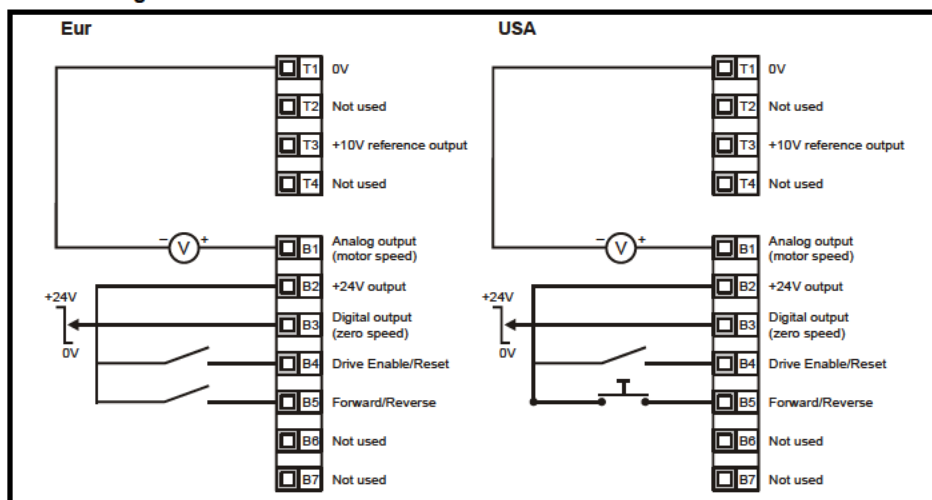 Eur
T1 0V
T2 Not used
T3 +10V reference output
T4 Not used
− V +
B1 Analog output
(motor speed)
B2 +24V output
+24V
B3 Digital output
(zero speed)
0V
B4 Drive Enable/Reset
B5 Forward/Reverse
B6 Not used
B7 Not used
USA
T1 0V
T2 Not used
T3 +10V reference output
T4 Not used
− V +
B1 Analog output
(motor speed)
B2 +24V output
+24V
B3 Digital output
(zero speed)
0V
B4 Drive Enable/Reset
B5 Forward/Reverse
B6 Not used
B7 Not used